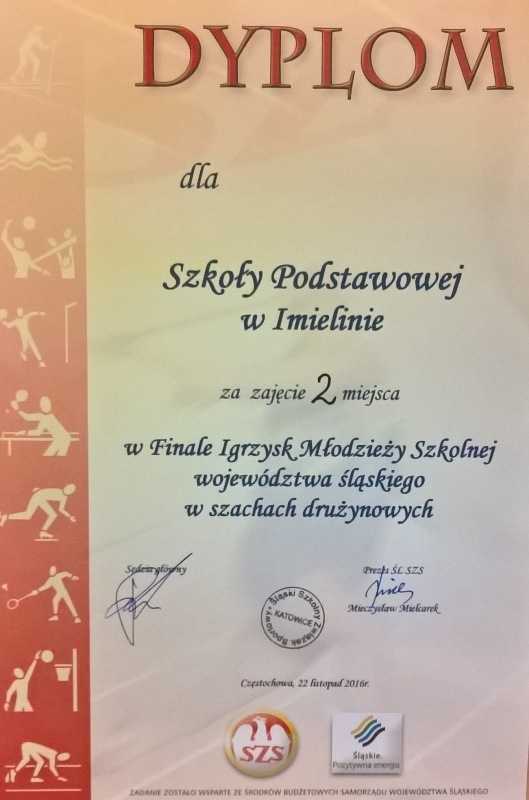 DYPLOM
dla
Szkoły Podstawowej
w Imielinie
za zajęcie 2 miejsca
w Finale Igrzysk Młodzieży Szkolnej
województwa śląskiego
w szachach drużynowych
Sędzia główny
Prezes ŚL SZS
Mieczysław Mielcarek
Śląski Szkolny Związek Sportowy
KATOWICE
Częstochowa, 22 listopad 2016r.
SZS
Śląskie.
Pozytywna energia
ZADANIE ZOSTAŁO WSPARTE ZE ŚRODKÓW BUDŻETOWYCH SAMORZĄDU WOJEWÓDZTWA ŚLĄSKIEGO